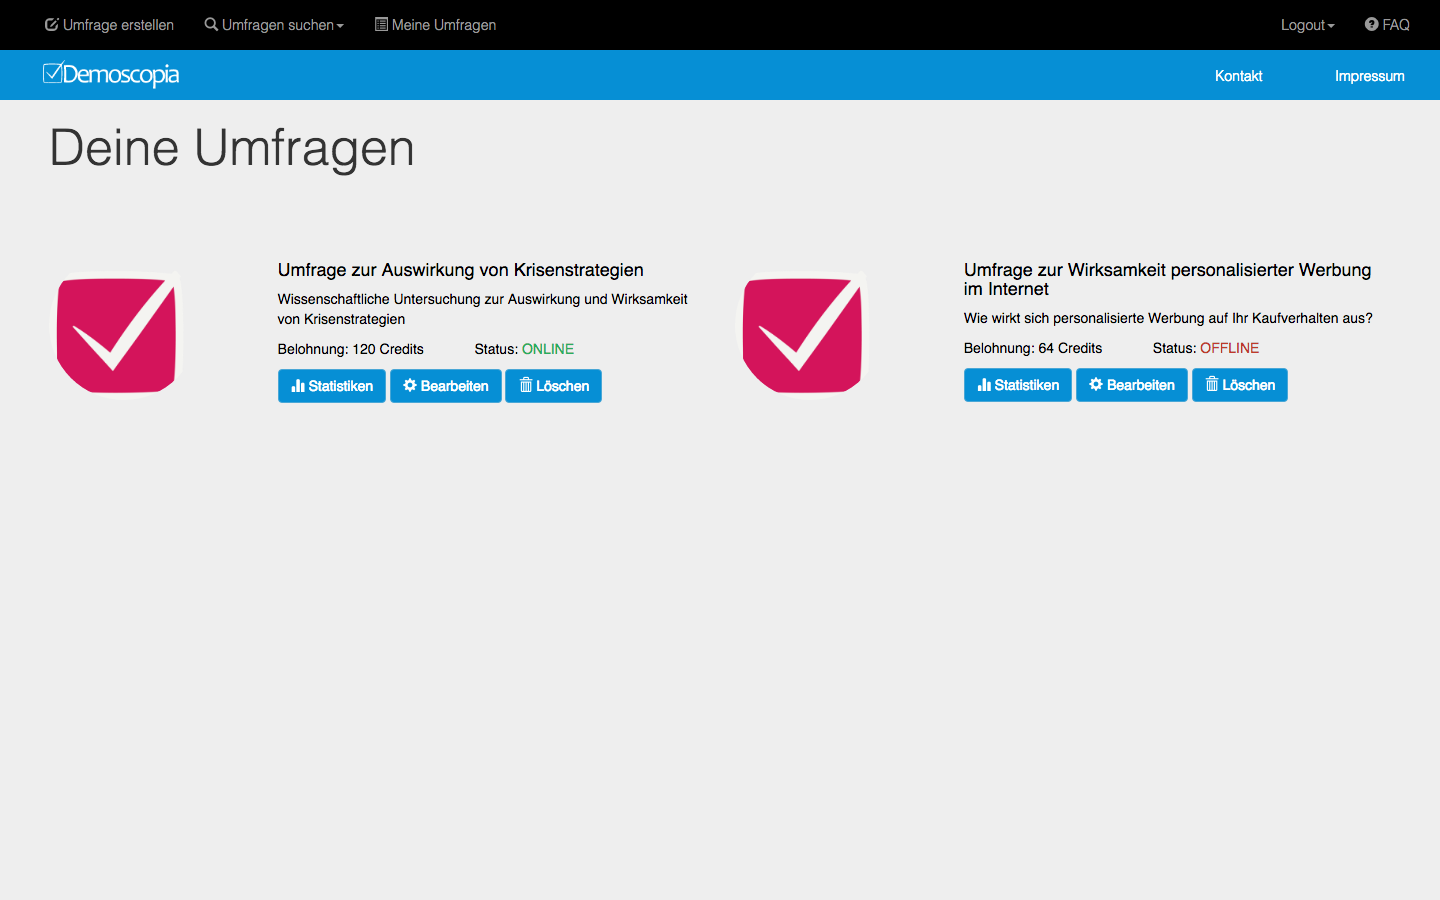 Umfrage erstellen Umfragen suchen Meine Umfragen Logout FAQ
Demoscopia Kontakt Impressum
Deine Umfragen
Umfrage zur Auswirkung von Krisenstrategien
Wissenschaftliche Untersuchung zur Auswirkung und Wirksamkeit
von Krisenstrategien
Belohnung: 120 Credits Status: ONLINE
Statistiken Bearbeiten Löschen
Umfrage zur Wirksamkeit personalisierter Werbung
im Internet
Wie wirkt sich personalisierte Werbung auf Ihr Kaufverhalten aus?
Belohnung: 64 Credits Status: OFFLINE
Statistiken Bearbeiten Löschen